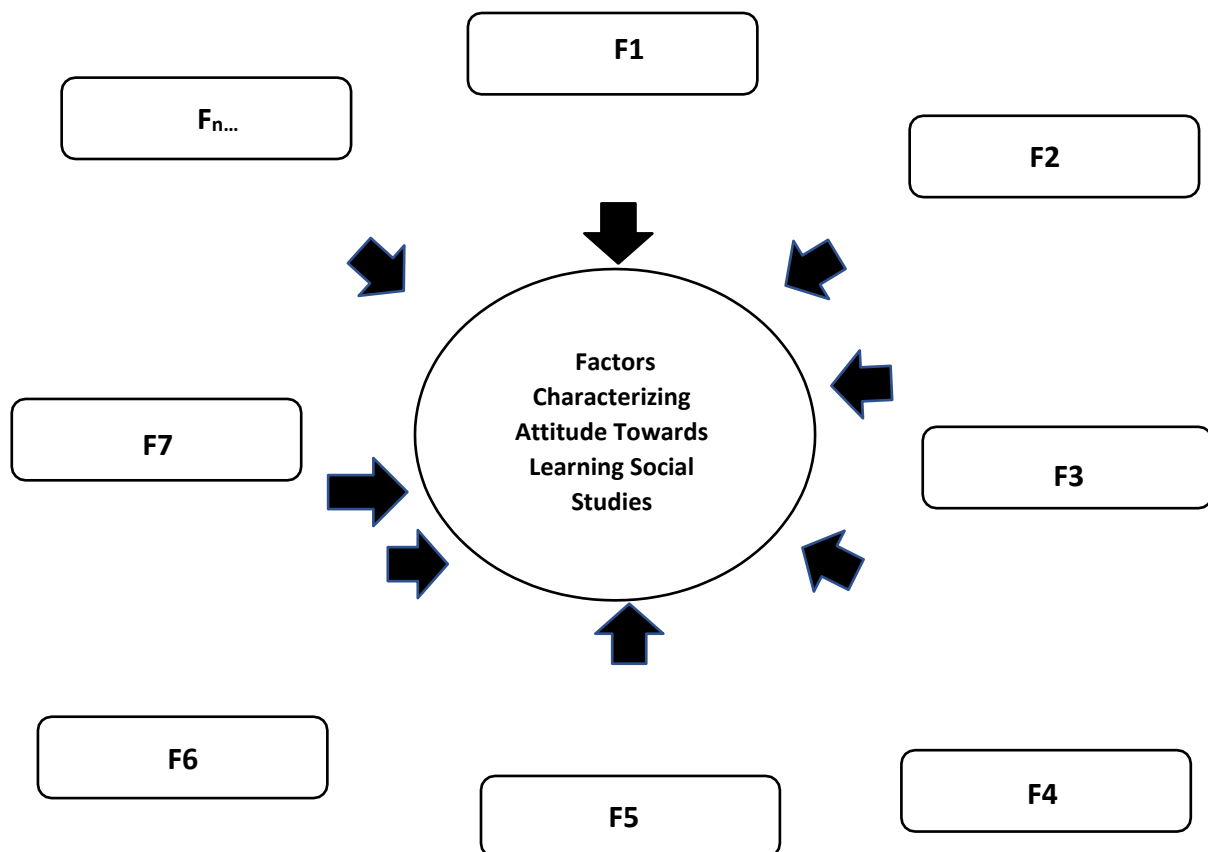 F1
Fn...
F2
Factors
Characterizing
Attitude Towards
Learning Social
Studies
F7
F3
F6
F4
F5